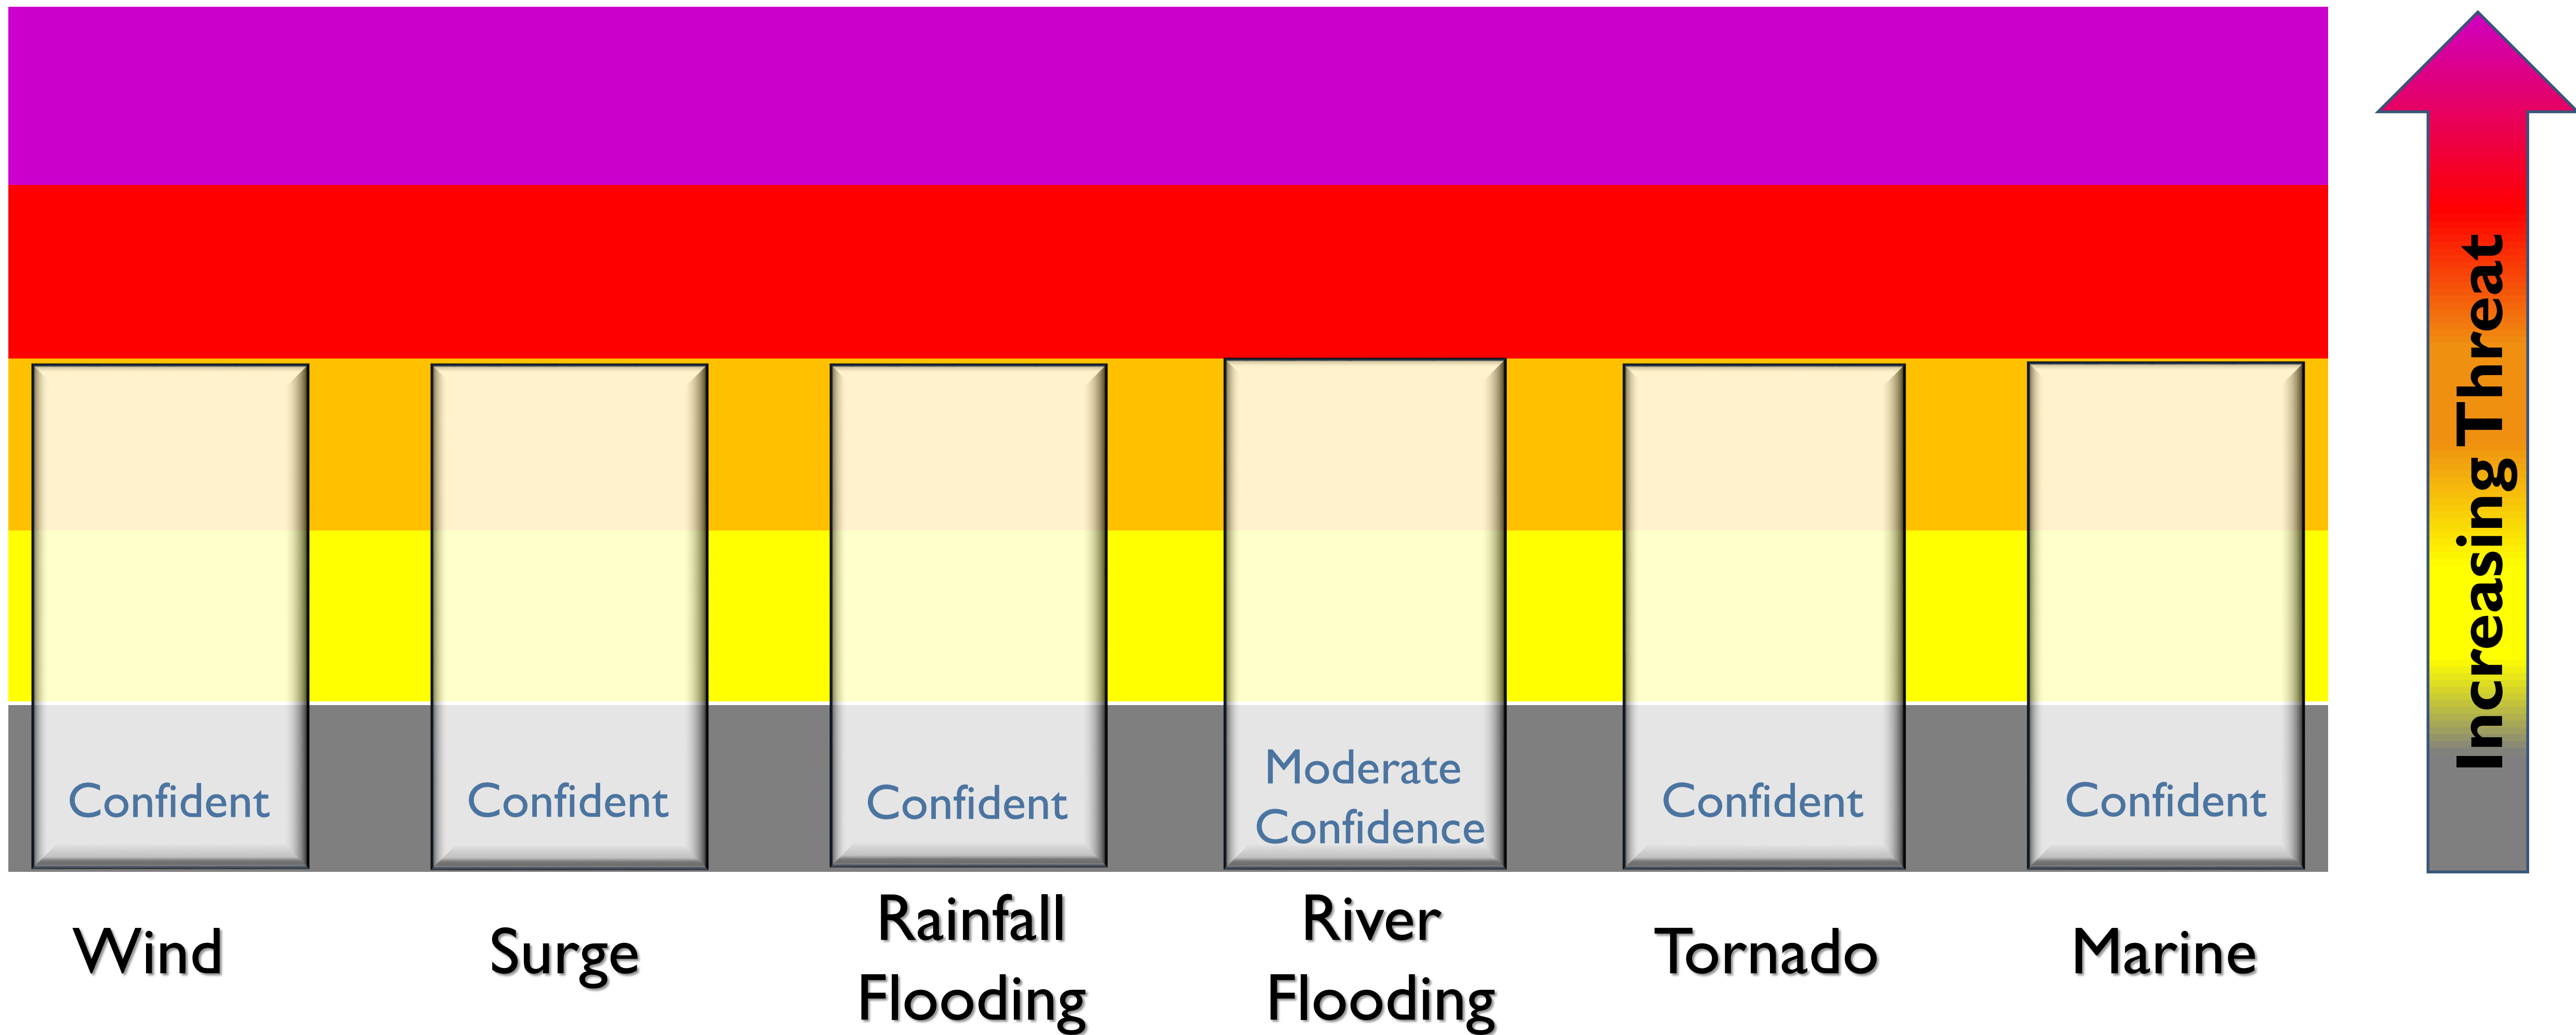 Increasing Threat
Confident
Confident
Confident
Moderate
Confidence
Confident
Confident
Wind
Surge
Rainfall
Flooding
River
Flooding
Tornado
Marine